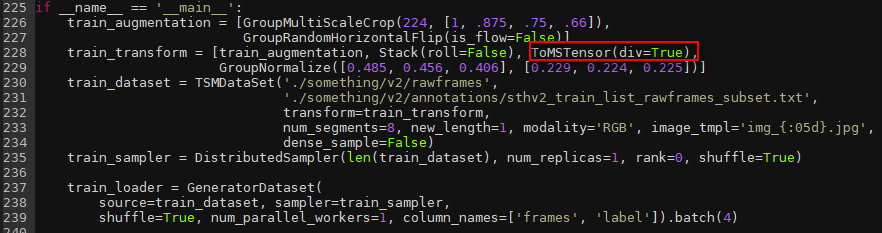 225 if __name__ == '__main__':
226     train_augmentation = [GroupMultiScaleCrop(224, [1, .875, .75, .66]),
227                           GroupRandomHorizontalFlip(is_flow=False)]
228     train_transform = [train_augmentation, Stack(roll=False), ToMSTensor(div=True),
229                        GroupNormalize([0.485, 0.456, 0.406], [0.229, 0.224, 0.225])]
230     train_dataset = TSMDataSet('./something/v2/rawframes',
231                                './something/v2/annotations/sthv2_train_list_rawframes_subset.txt',
232                                transform=train_transform,
233                                num_segments=8, new_length=1, modality='RGB', image_tmpl='img_{:05d}.jpg',
234                                dense_sample=False)
235     train_sampler = DistributedSampler(len(train_dataset), num_replicas=1, rank=0, shuffle=True)
236
237     train_loader = GeneratorDataset(
238         source=train_dataset, sampler=train_sampler,
239         shuffle=True, num_parallel_workers=1, column_names=['frames', 'label']).batch(4)
240